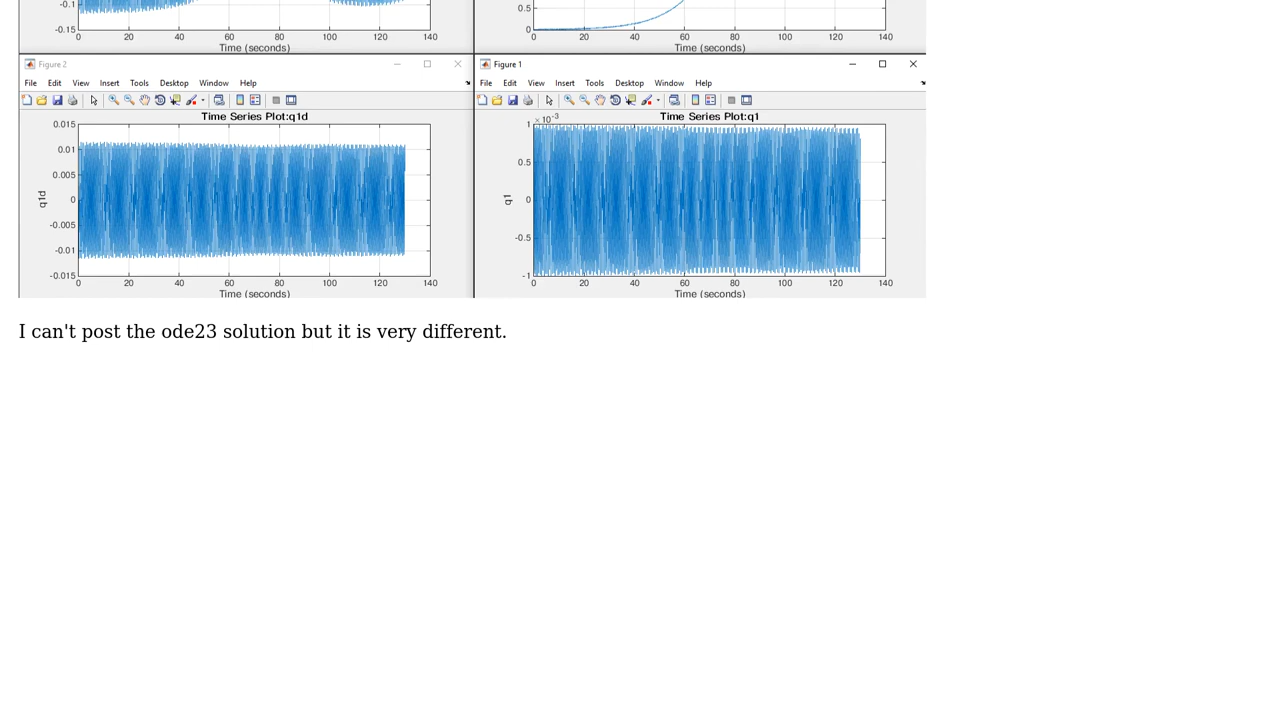 -0.1
-0.15
0 20 40 60 80 100 120 140
Time (seconds)
0.5
0
0 20 40 60 80 100 120 140
Time (seconds)
Figure 2
File Edit View Insert Tools Desktop Window Help
Time Series Plot:q1d
0.015
0.01
0.005
0
-0.005
-0.01
-0.015
q1d
0 20 40 60 80 100 120 140
Time (seconds)
Figure 1
File Edit View Insert Tools Desktop Window Help
Time Series Plot:q1
×10-3
1
0.5
0
-0.5
-1
q1
0 20 40 60 80 100 120 140
Time (seconds)
I can't post the ode23 solution but it is very different.